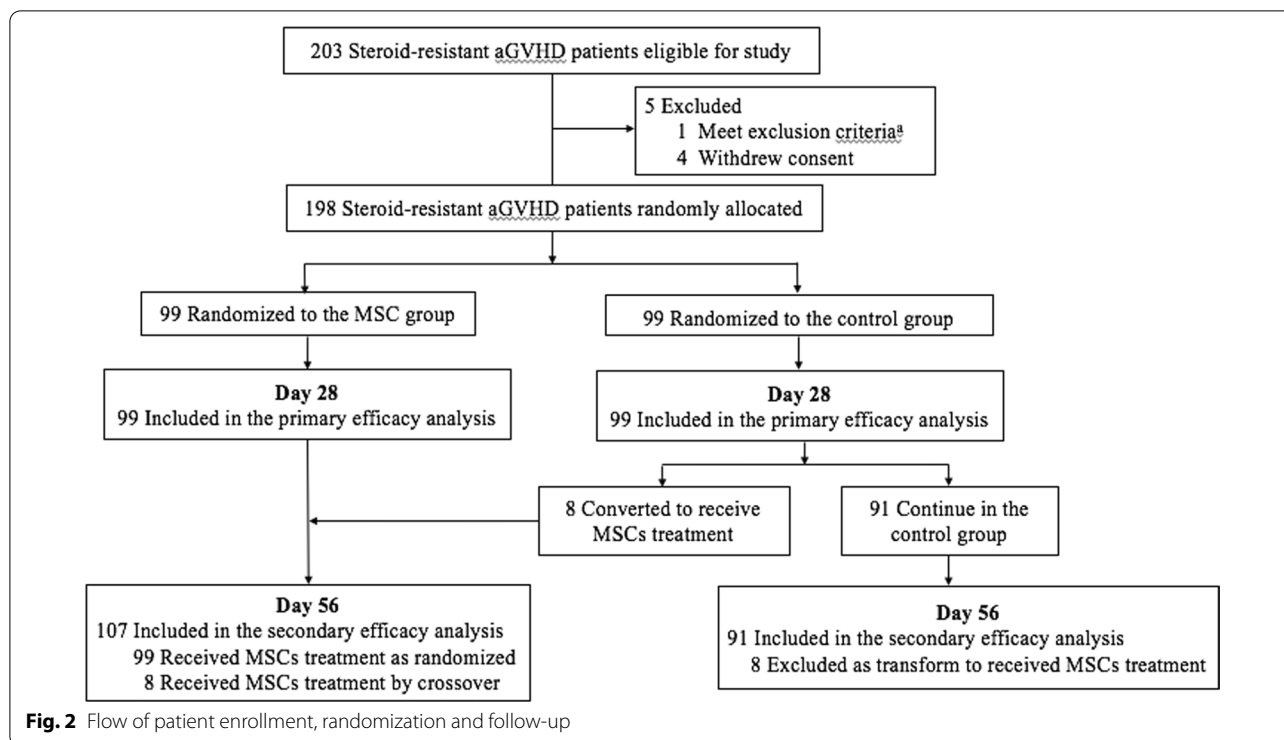 203 Steroid-resistant aGVHD patients eligible for study
5 Excluded
1 Meet exclusion criteriaª
4 Withdrew consent
198 Steroid-resistant aGVHD patients randomly allocated
99 Randomized to the MSC group
99 Randomized to the control group
Day 28
99 Included in the primary efficacy analysis
Day 28
99 Included in the primary efficacy analysis
8 Converted to receive
MSCs treatment
91 Continue in the
control group
Day 56
107 Included in the secondary efficacy analysis
99 Received MSCs treatment as randomized
8 Received MSCs treatment by crossover
Day 56
91 Included in the secondary efficacy analysis
8 Excluded as transform to received MSCs treatment
Fig. 2 Flow of patient enrollment, randomization and follow-up